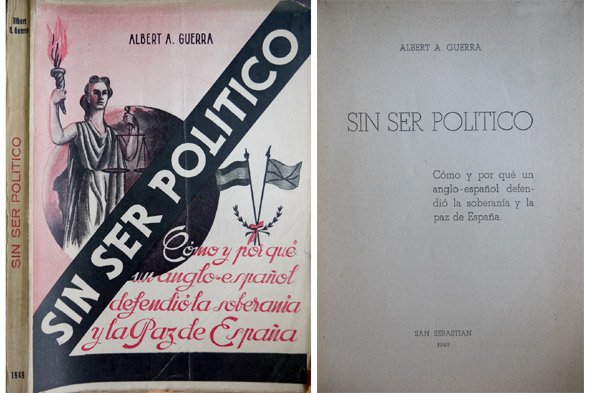 Albert
A. Guerra
SIN SER POLITICO
1949
ALBERT A. GUERRA
SIN SER POLITICO
Cómo y por qué
un anglo-español
defendió la soberanía
y la Paz de España
ALBERT A. GUERRA
SIN SER POLITICO
Cómo y por qué un
anglo-español defen-
dió la soberanía y la
paz de España.
SAN SEBASTIAN
1949